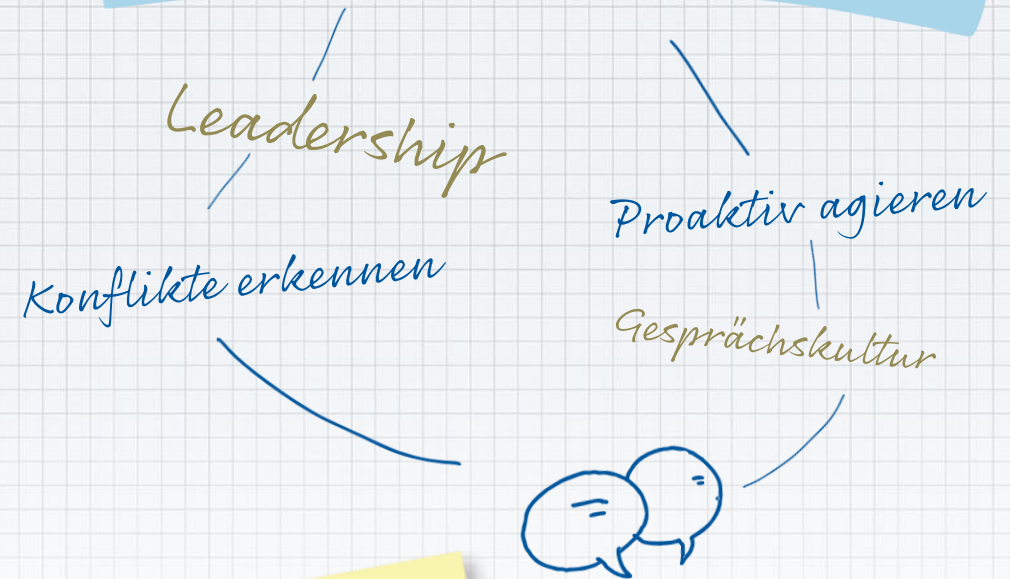 Leadership
Proaktiv agieren
Konflikte erkennen
Gesprächskultur